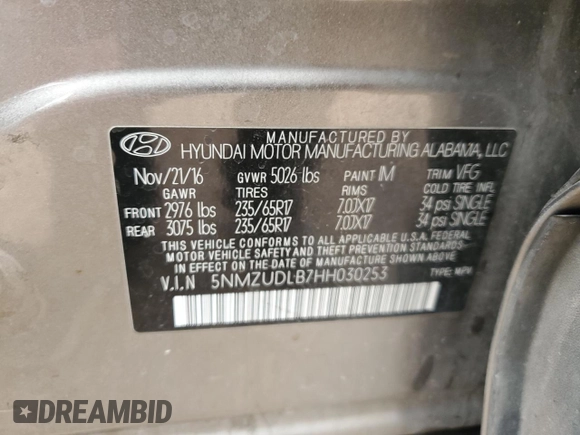 MANUFACTURED BY
HYUNDAI MOTOR MANUFACTURING ALABAMA, LLC
Nov/21/16 GVWR 5026 lbs PAINT IM TRIM VFG
GAWR TIRES RIMS COLD TIRE INFL
FRONT 2976 lbs 235/65R17 7.0JX17 34 psi SINGLE
REAR 3075 lbs 235/65R17 7.0JX17 34 psi SINGLE
THIS VEHICLE CONFORMS TO ALL APPLICABLE U.S.A. FEDERAL
MOTOR VEHICLE SAFETY AND THEFT PREVENTION STANDARDS
IN EFFECT ON THE DATE OF MANUFACTURE SHOWN ABOVE.
V.I.N 5NMZUDLB7HH030253 TYPE: MPV
DREAMBID